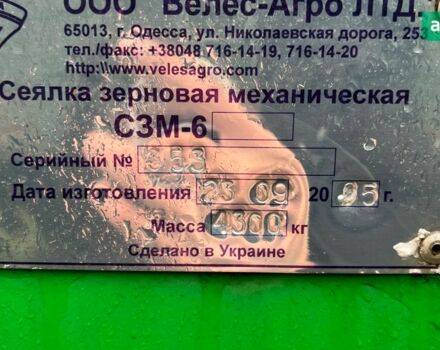 ООО "Велес-Агро ЛТД."
65013, г. Одесса, ул. Николаевская дорога, 253
тел./факс: +38048 716-14-19, 716-14-20
http:\\www.velesagro.com
Сеялка зерновая механическая
СЗМ-6
Серийный № 553
Дата изготовления 23 09 20 05 г.
Масса 4300 кг
Сделано в Украине